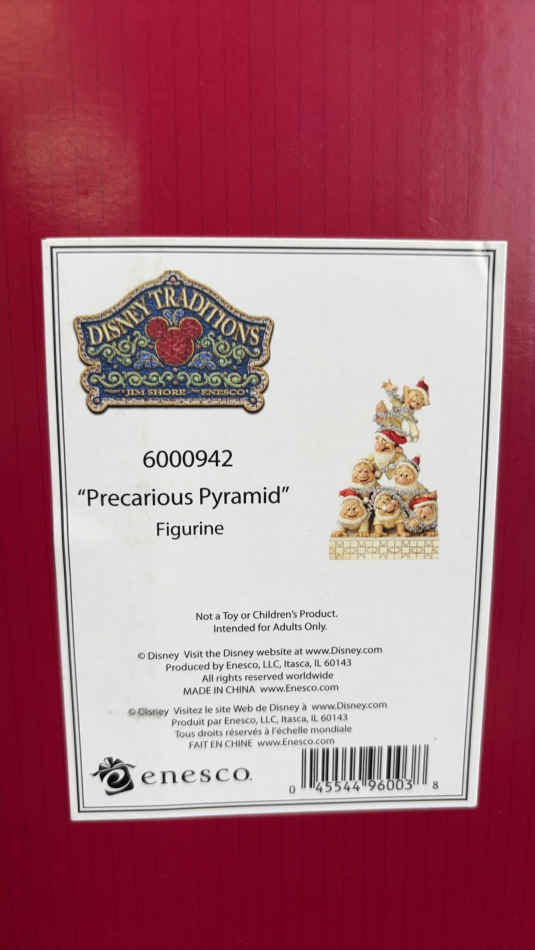 DISNEY TRADITIONS
JIM SHORE ENESCO
6000942
“Precarious Pyramid”
Figurine
Not a Toy or Children's Product.
Intended for Adults Only.
© Disney Visit the Disney website at www.Disney.com
Produced by Enesco, LLC, Itasca, IL 60143
All rights reserved worldwide
MADE IN CHINA www.Enesco.com
© Disney Visitez le site Web de Disney à www.Disney.com
Produit par Enesco, LLC, Itasca, IL 60143
Tous droits réservés à l'échelle mondiale
FAIT EN CHINE www.Enesco.com
enesco.
0 45544 96003 8